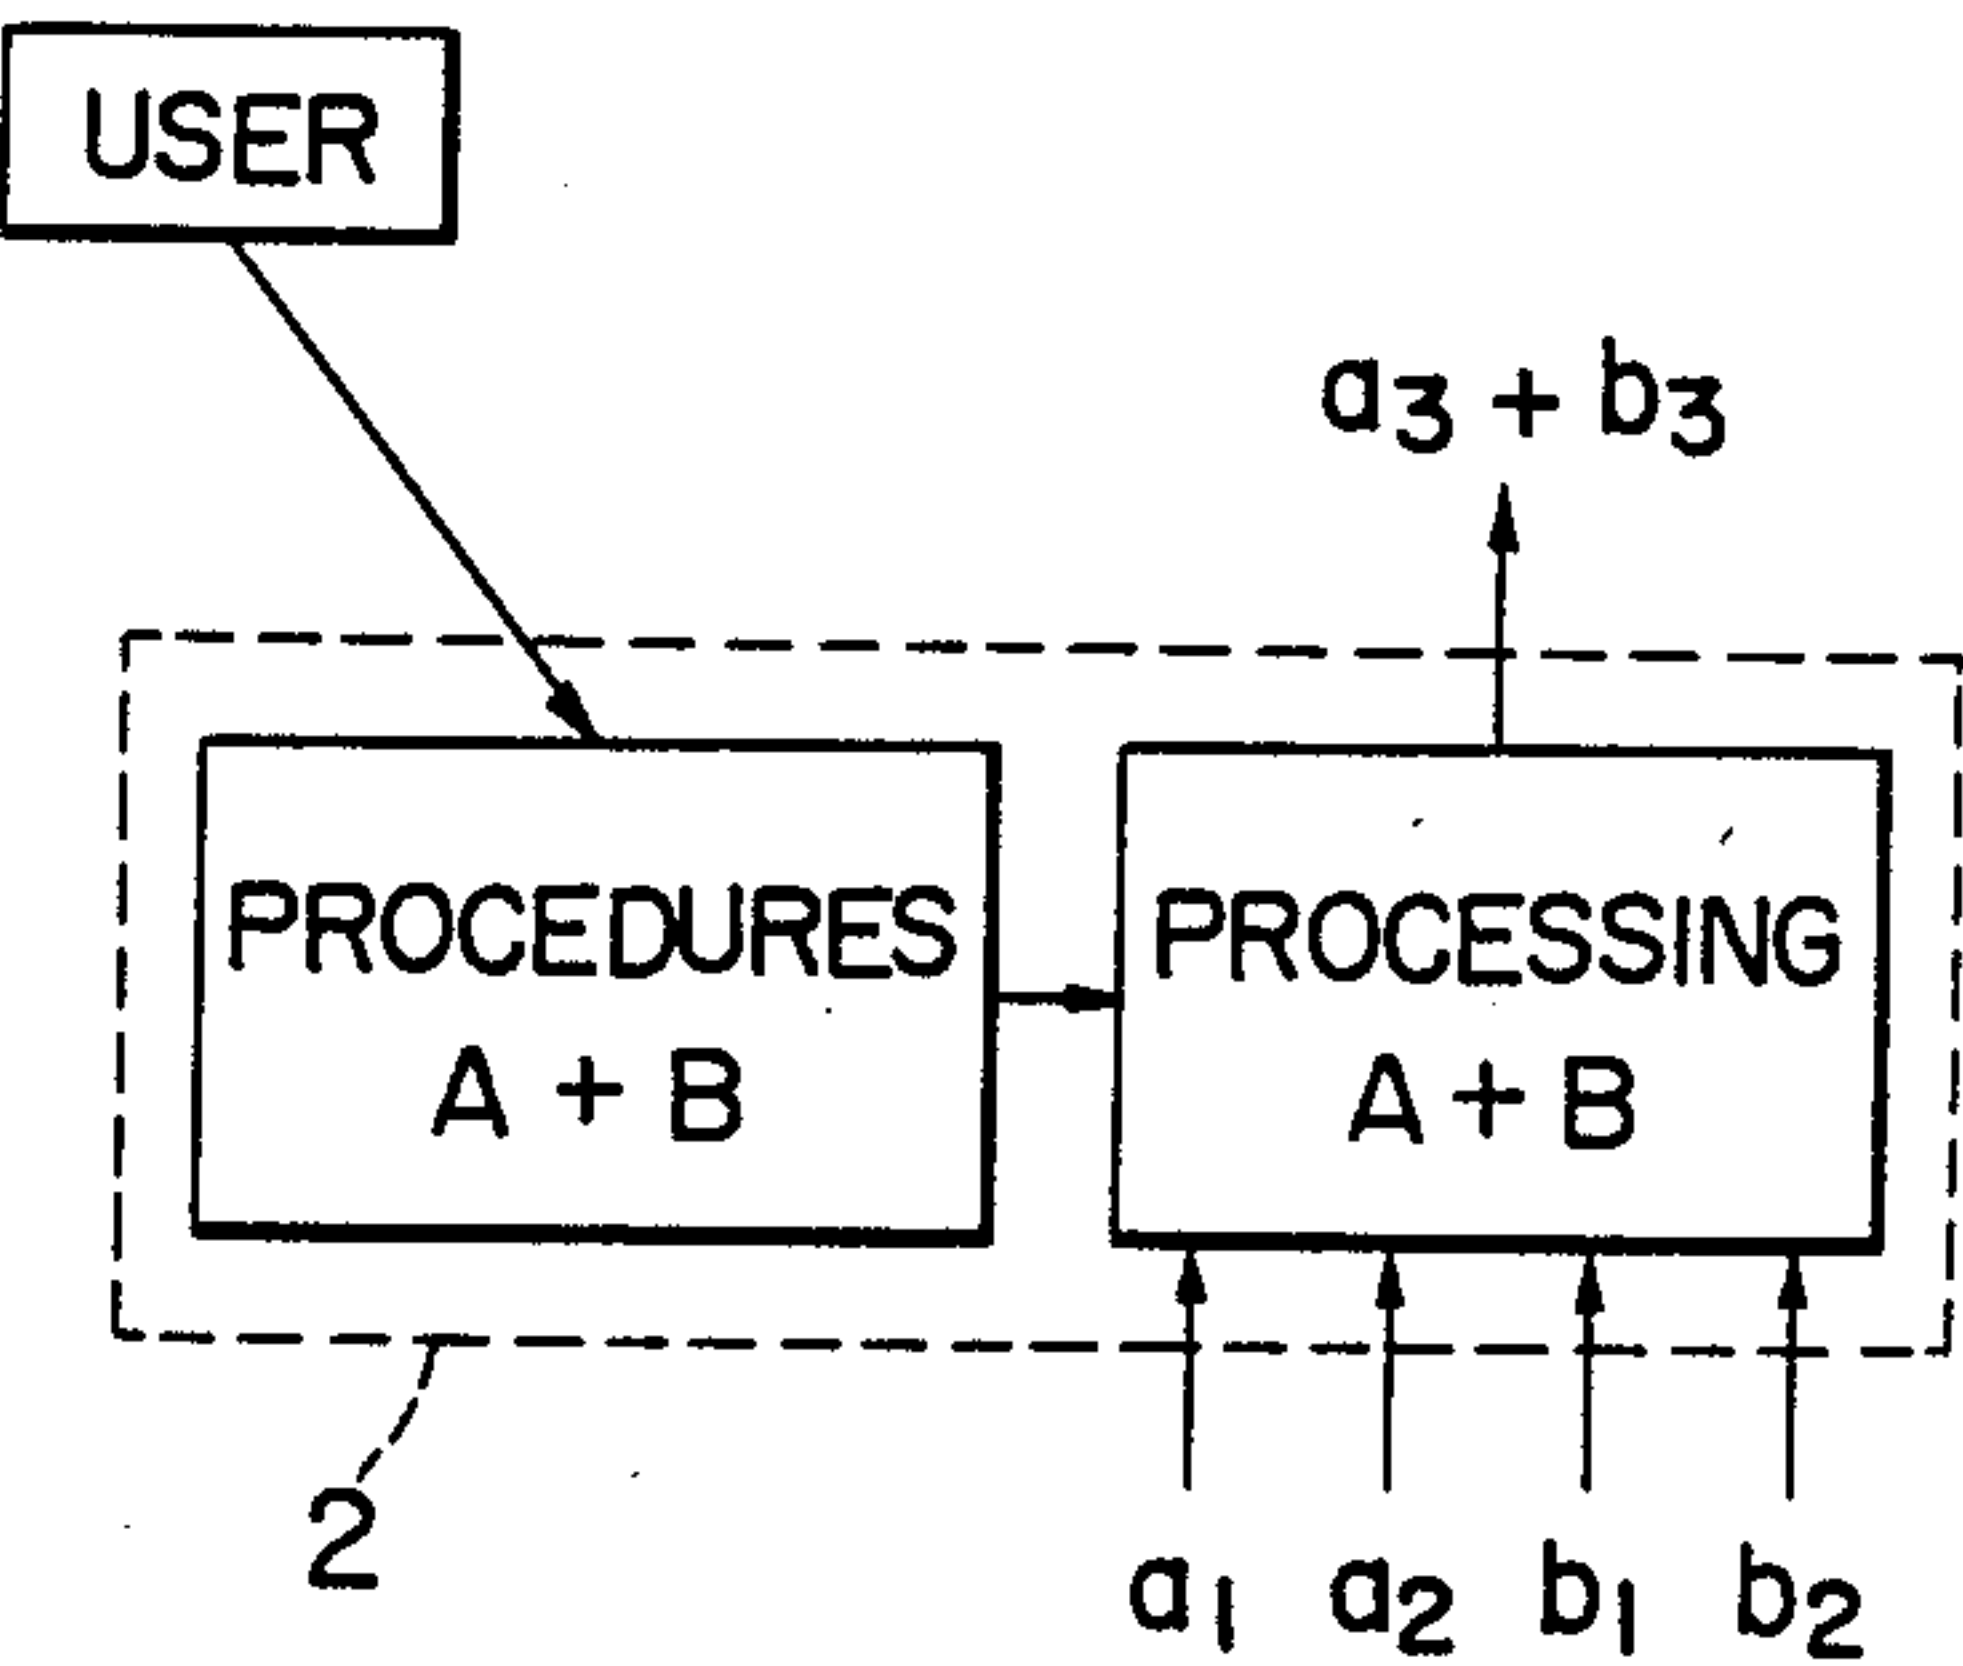 USER
a3 + b3
PROCEDURES
A + B
PROCESSING
A + B
2
a1 a2 b1 b2